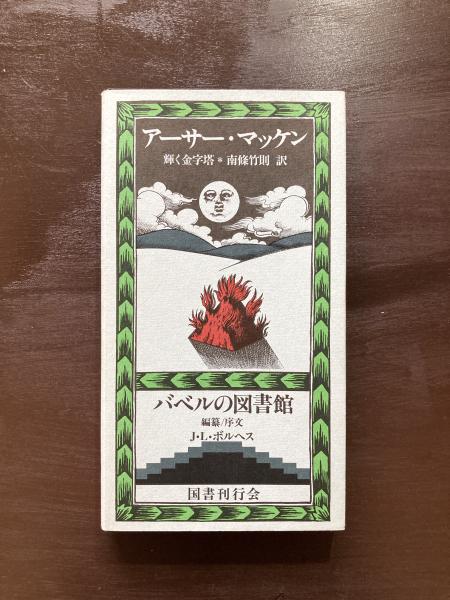 アーサー・マッケン
輝く金字塔＊南條竹則 訳
バベルの図書館
編纂/序文
J・L・ボルヘス
国書刊行会